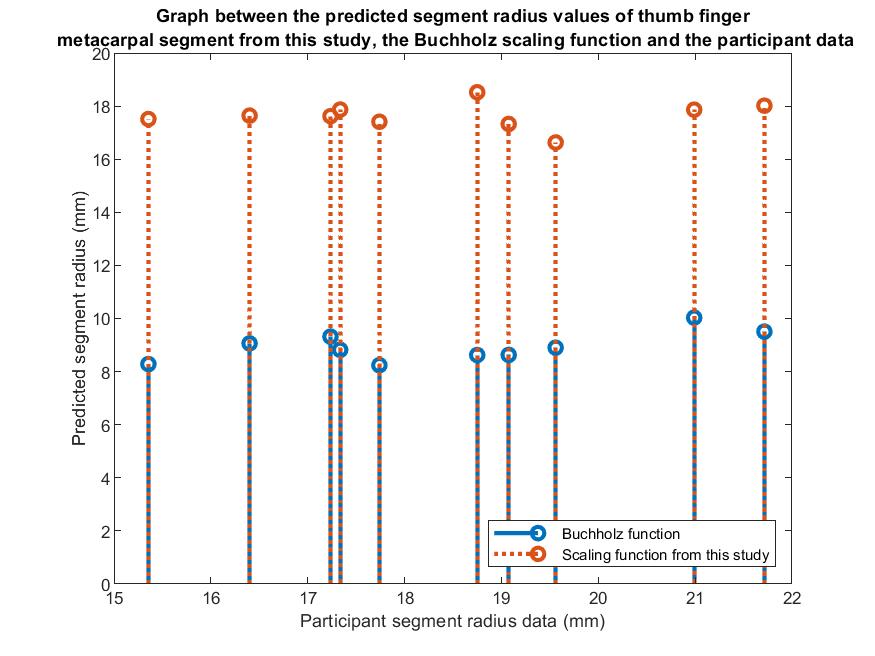 Graph between the predicted segment radius values of thumb finger
metacarpal segment from this study, the Buchholz scaling function and the participant data
20
18
16
14
12
10
8
6
4
2
0
Predicted segment radius (mm)
Buchholz function
Scaling function from this study
15 16 17 18 19 20 21 22
Participant segment radius data (mm)